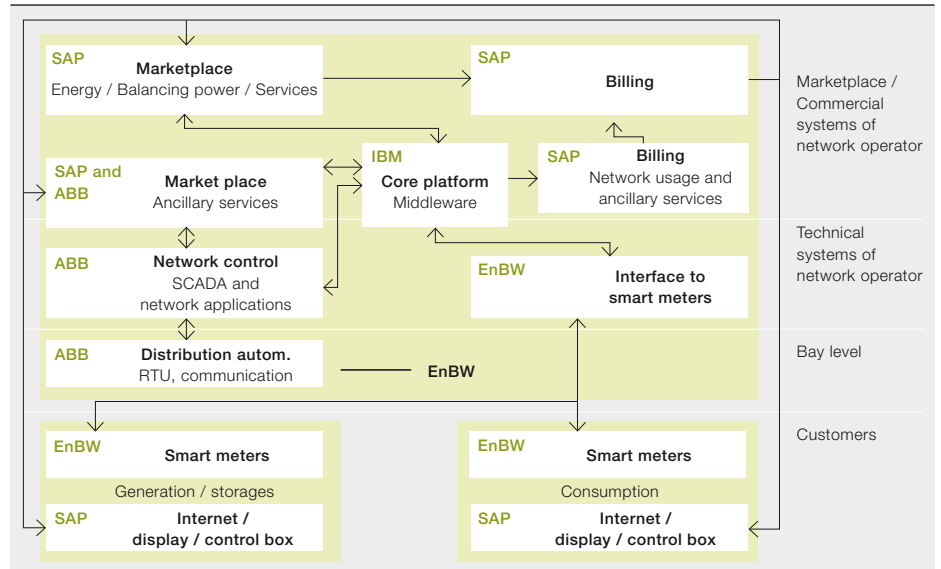 SAP
Marketplace
Energy / Balancing power / Services
SAP
Billing
Marketplace /
Commercial
systems of
network operator
SAP and
ABB
Market place
Ancillary services
IBM
Core platform
Middleware
SAP
Billing
Network usage and
ancillary services
ABB
Network control
SCADA and
network applications
EnBW
Interface to
smart meters
Technical
systems of
network operator
ABB
Distribution autom.
RTU, communication
EnBW
Bay level
EnBW
Smart meters
Generation / storages
SAP
Internet /
display / control box
EnBW
Smart meters
Consumption
SAP
Internet /
display / control box
Customers